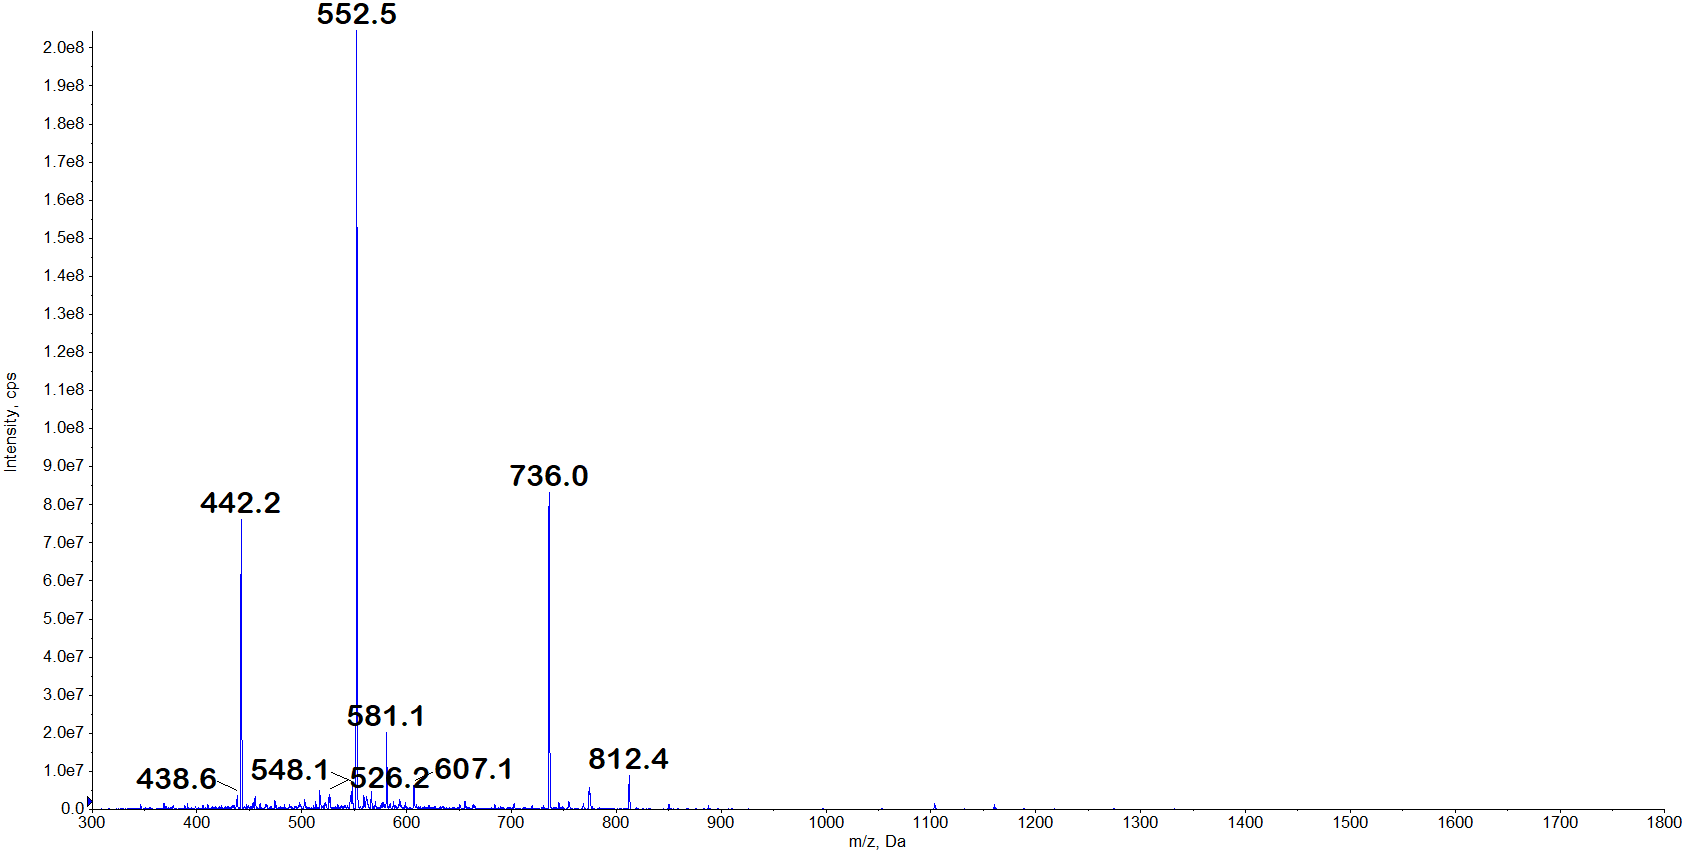 552.5
2.0e8
1.9e8
1.8e8
1.7e8
1.6e8
1.5e8
1.4e8
1.3e8
1.2e8
1.1e8
1.0e8
9.0e7
8.0e7
7.0e7
6.0e7
5.0e7
4.0e7
3.0e7
2.0e7
1.0e7
0.0
Intensity, cps
736.0
442.2
581.1
812.4
438.6
548.1
526.2
607.1
300 400 500 600 700 800 900 1000 1100 1200 1300 1400 1500 1600 1700 1800
m/z, Da